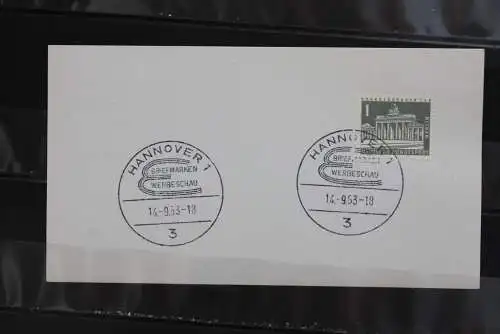 1
HANNOVER 1
BRIEFMARKEN
WERBESCHAU
14.-9.63-18
3
HANNOVER 1
BRIEFMARKEN
WERBESCHAU
14.-9.63-18
3